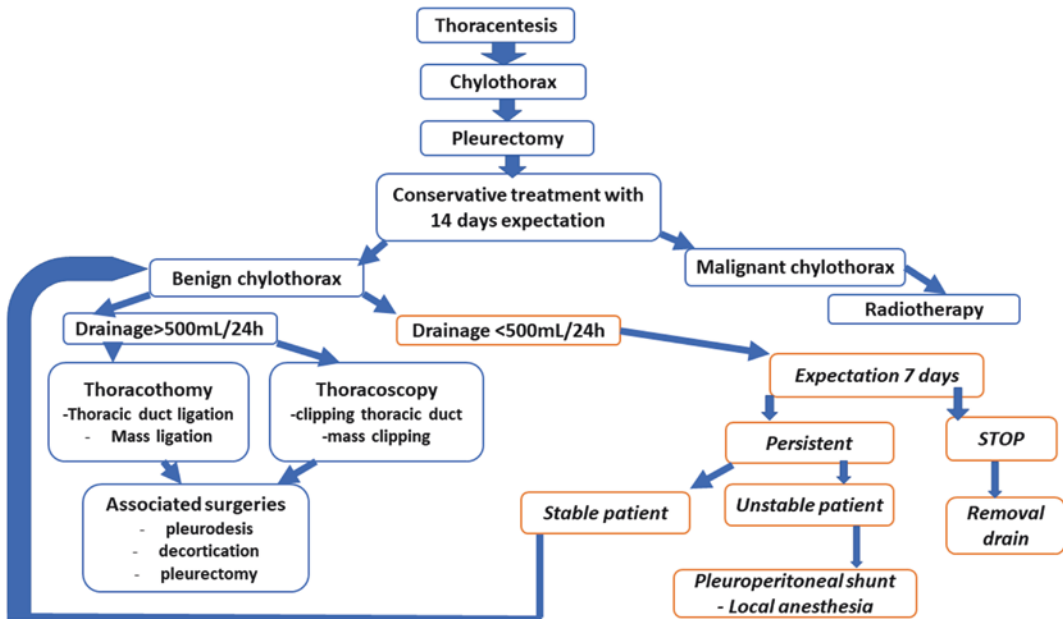 Thoracentesis
Chylothorax
Pleurectomy
Conservative treatment with
14 days expectation
Benign chylothorax
Malignant chylothorax
Radiotherapy
Drainage>500mL/24h
Drainage <500mL/24h
Thoracothomy
-Thoracic duct ligation
- Mass ligation
Thoracoscopy
-clipping thoracic duct
-mass clipping
Expectation 7 days
Persistent
STOP
Associated surgeries
- pleurodesis
- decortication
- pleurectomy
Stable patient
Unstable patient
Removal
drain
Pleuroperitoneal shunt
- Local anesthesia